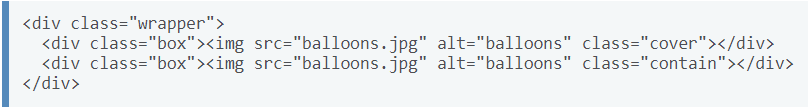 <div class="wrapper">
  <div class="box"><img src="balloons.jpg" alt="balloons" class="cover"></div>
  <div class="box"><img src="balloons.jpg" alt="balloons" class="contain"></div>
</div>